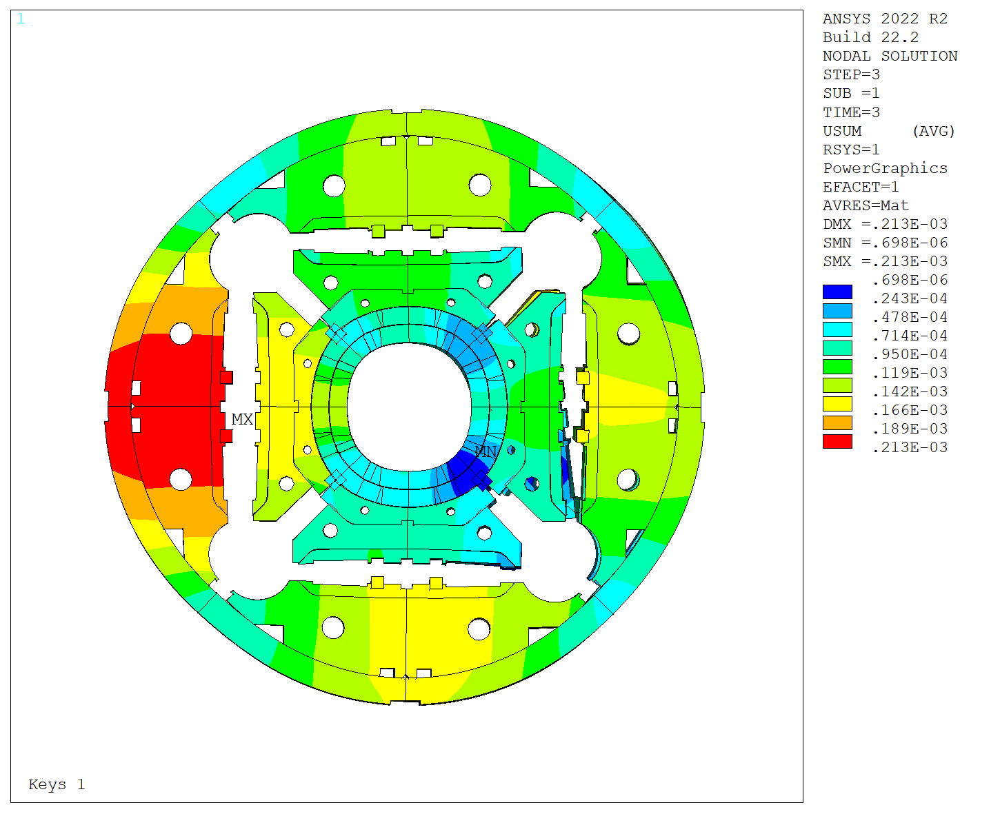 1
ANSYS 2022 R2
Build 22.2
NODAL SOLUTION
STEP=3
SUB =1
TIME=3
USUM (AVG)
RSYS=1
PowerGraphics
EFACET=1
AVRES=Mat
DMX =.213E-03
SMN =.698E-06
SMX =.213E-03
.698E-06
.243E-04
.478E-04
.714E-04
.950E-04
.119E-03
.142E-03
.166E-03
.189E-03
.213E-03
MX
MN
Keys 1